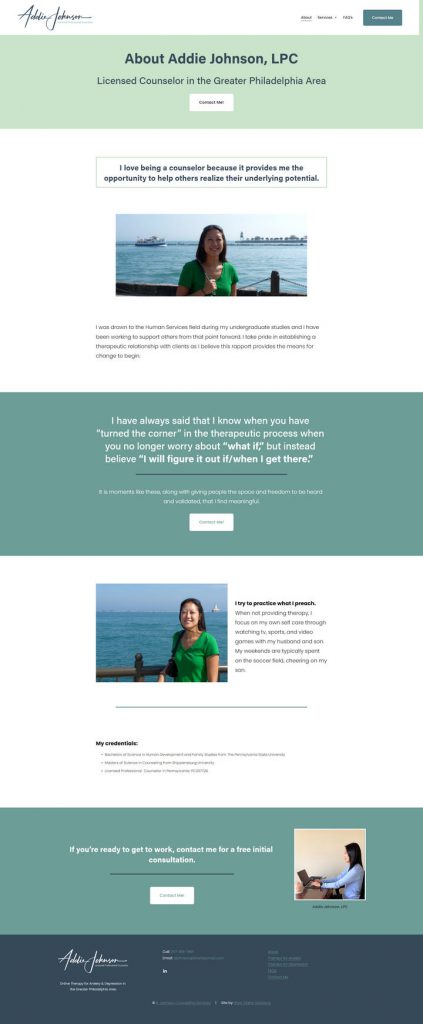 Addie Johnson
About Services FAQs Contact Me
About Addie Johnson, LPC
Licensed Counselor in the Greater Philadelphia Area
Contact Me!
I love being a counselor because it provides me the
opportunity to help others realize their underlying potential.
I was drawn to the Human Services field during my undergraduate studies and I have
been working to support others from that point forward. I take pride in establishing a
therapeutic relationship with clients as I believe this rapport provides the means for
change to begin.
I have always said that I know when you have
“turned the corner” in the therapeutic process when
you no longer worry about “what if,” but instead
believe “I will figure it out if/when I get there.”
It is moments like these, along with giving people the space and freedom to be heard
and validated, that I find meaningful.
Contact Me!
I try to practice what I preach.
When not providing therapy, I
focus on my own self care through
watching tv, sports, and video
games with my husband and son.
My weekends are typically spent
on the soccer field, cheering on my
son.
My credentials:
Bachelors of Science in Human Development and Family Studies from The Pennsylvania State University
Masters of Science in Counseling from Shippensburg University
Licensed Professional Counselor in Pennsylvania
If you’re ready to get to work, contact me for a free initial
consultation.
Contact Me!
Addie Johnson, LPC
Addie Johnson
Online Therapy for Anxiety & Depression in
the Greater Philadelphia Area
Call:
Email:
in
About
Therapy for Anxiety
Therapy for Depression
FAQs
Contact Me
© A. Johnson Counseling Services | Site by